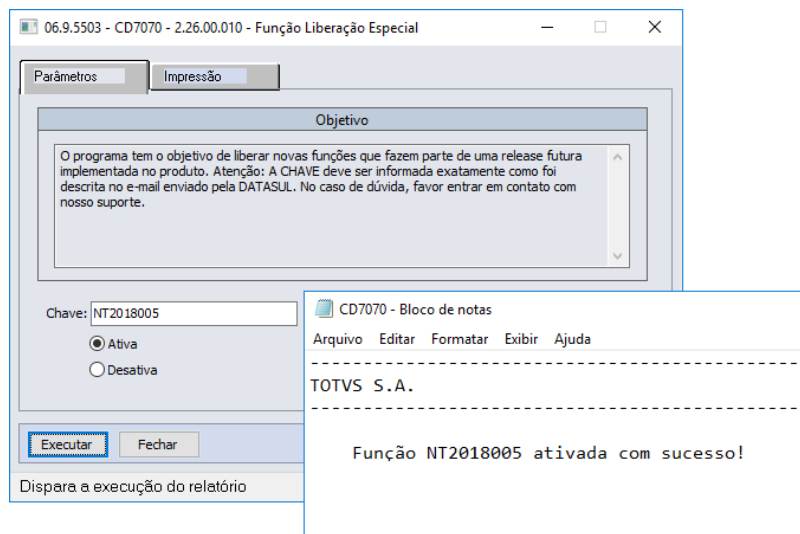 06.9.5503 - CD7070 - 2.26.00.010 - Função Liberação Especial
Parâmetros
Impressão
Objetivo
O programa tem o objetivo de liberar novas funções que fazem parte de uma release futura
implementada no produto. Atenção: A CHAVE deve ser informada exatamente como foi
descrita no e-mail enviado pela DATASUL. No caso de dúvida, favor entrar em contato com
nosso suporte.
Chave: NT2018005
Ativa
Desativa
Executar
Fechar
Dispara a execução do relatório
CD7070 - Bloco de notas
Arquivo Editar Formatar Exibir Ajuda
TOTVS S.A.
Função NT2018005 ativada com sucesso!